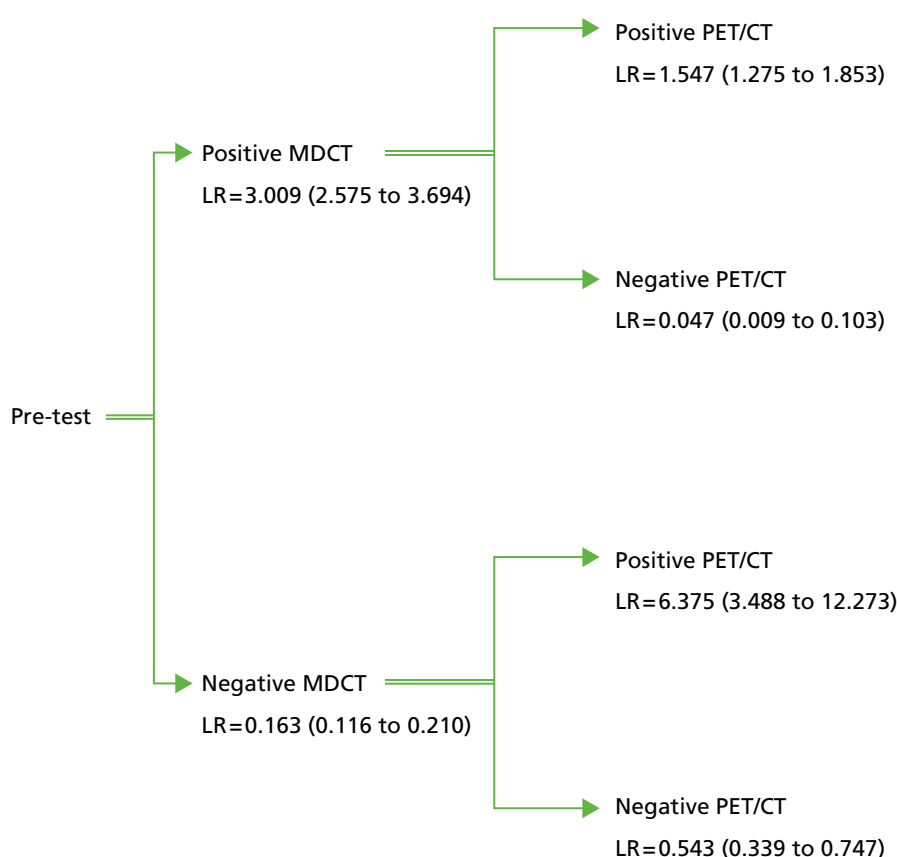 Positive PET/CT
LR=1.547 (1.275 to 1.853)
Positive MDCT
LR=3.009 (2.575 to 3.694)
Negative PET/CT
LR=0.047 (0.009 to 0.103)
Pre-test
Positive PET/CT
LR=6.375 (3.488 to 12.273)
Negative MDCT
LR=0.163 (0.116 to 0.210)
Negative PET/CT
LR=0.543 (0.339 to 0.747)